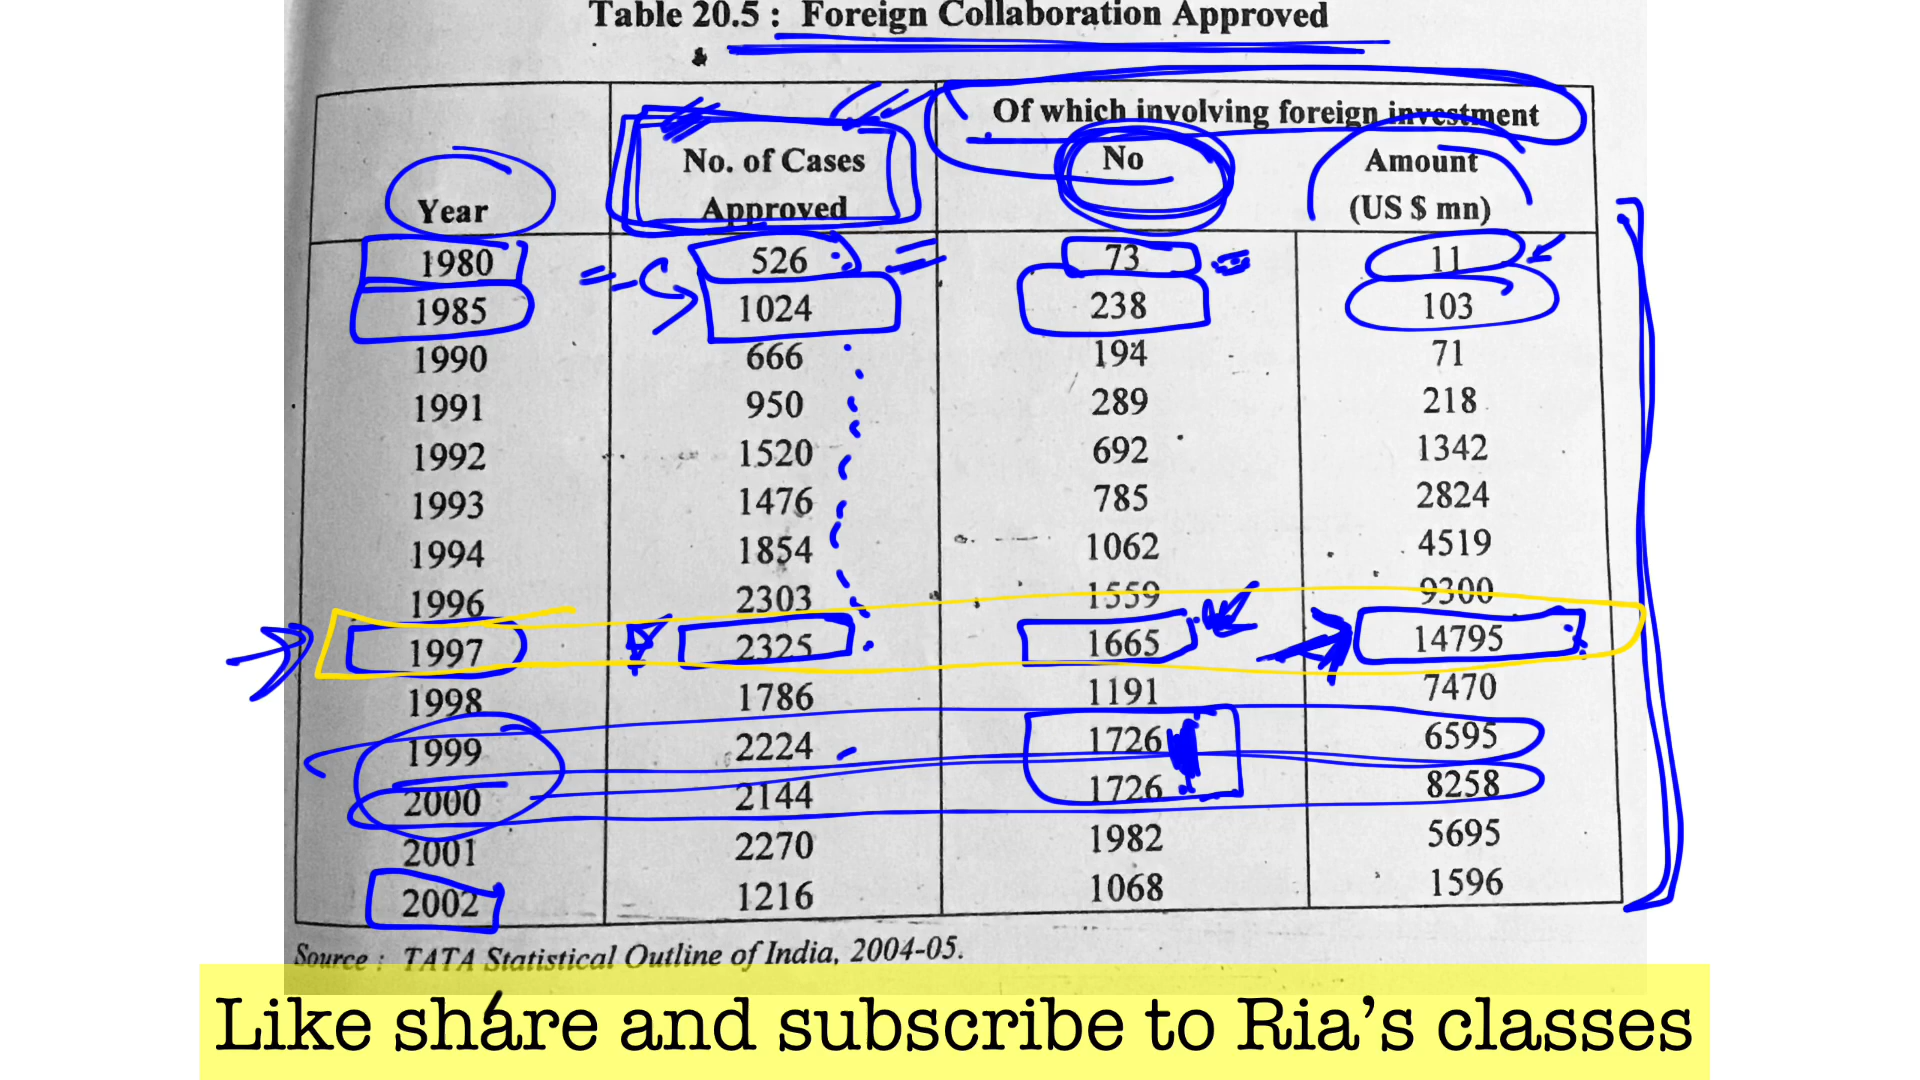 Table 20.5 : Foreign Collaboration Approved
Of which involving foreign investment
Year No. of Cases Approved No Amount (US $ mn)
1980 526 73 11
1985 1024 238 103
1990 666 194 71
1991 950 289 218
1992 1520 692 1342
1993 1476 785 2824
1994 1854 1062 4519
1996 2303 1559 9300
1997 2325 1665 14795
1998 1786 1191 7470
1999 2224 1726 6595
2000 2144 1726 8258
2001 2270 1982 5695
2002 1216 1068 1596
Source : TATA Statistical Outline of India, 2004-05.
Like share and subscribe to Ria's classes